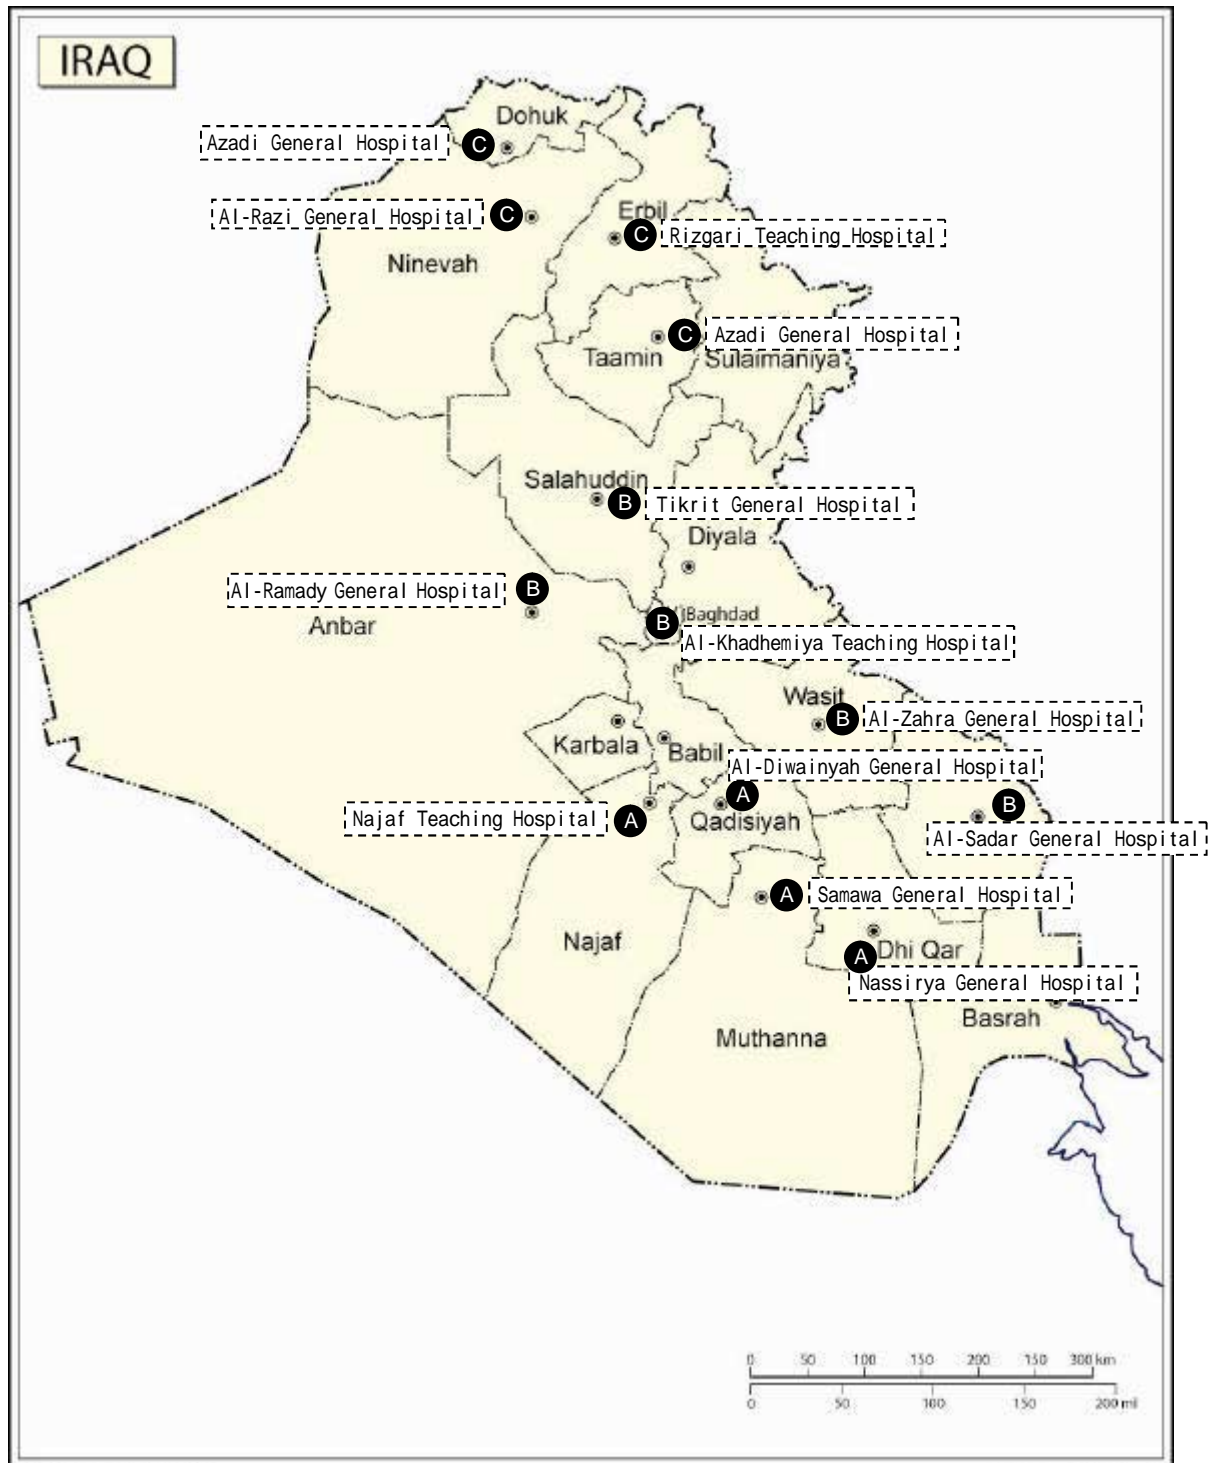 IRAQ
Dohuk
Azadi General Hospital
C
Al-Razi General Hospital
C
Erbil
C
Rizgari Teaching Hospital
Ninevah
C
Azadi General Hospital
Taamin
Sulaimaniya
Salahuddin
B
Tikrit General Hospital
Diyala
Al-Ramady General Hospital
B
Anbar
Baghdad
B
Al-Khadhemiya Teaching Hospital
Wasit
B
Al-Zahra General Hospital
Karbala
Babil
Al-Diwainyah General Hospital
A
B
Najaf Teaching Hospital
A
Qadisiyah
Al-Sadar General Hospital
A
Samawa General Hospital
Najaf
A
Dhi Qar
Nassirya General Hospital
Basrah
Muthanna
0 50 100 150 200 150 300 km
0 50 100 150 200 mil